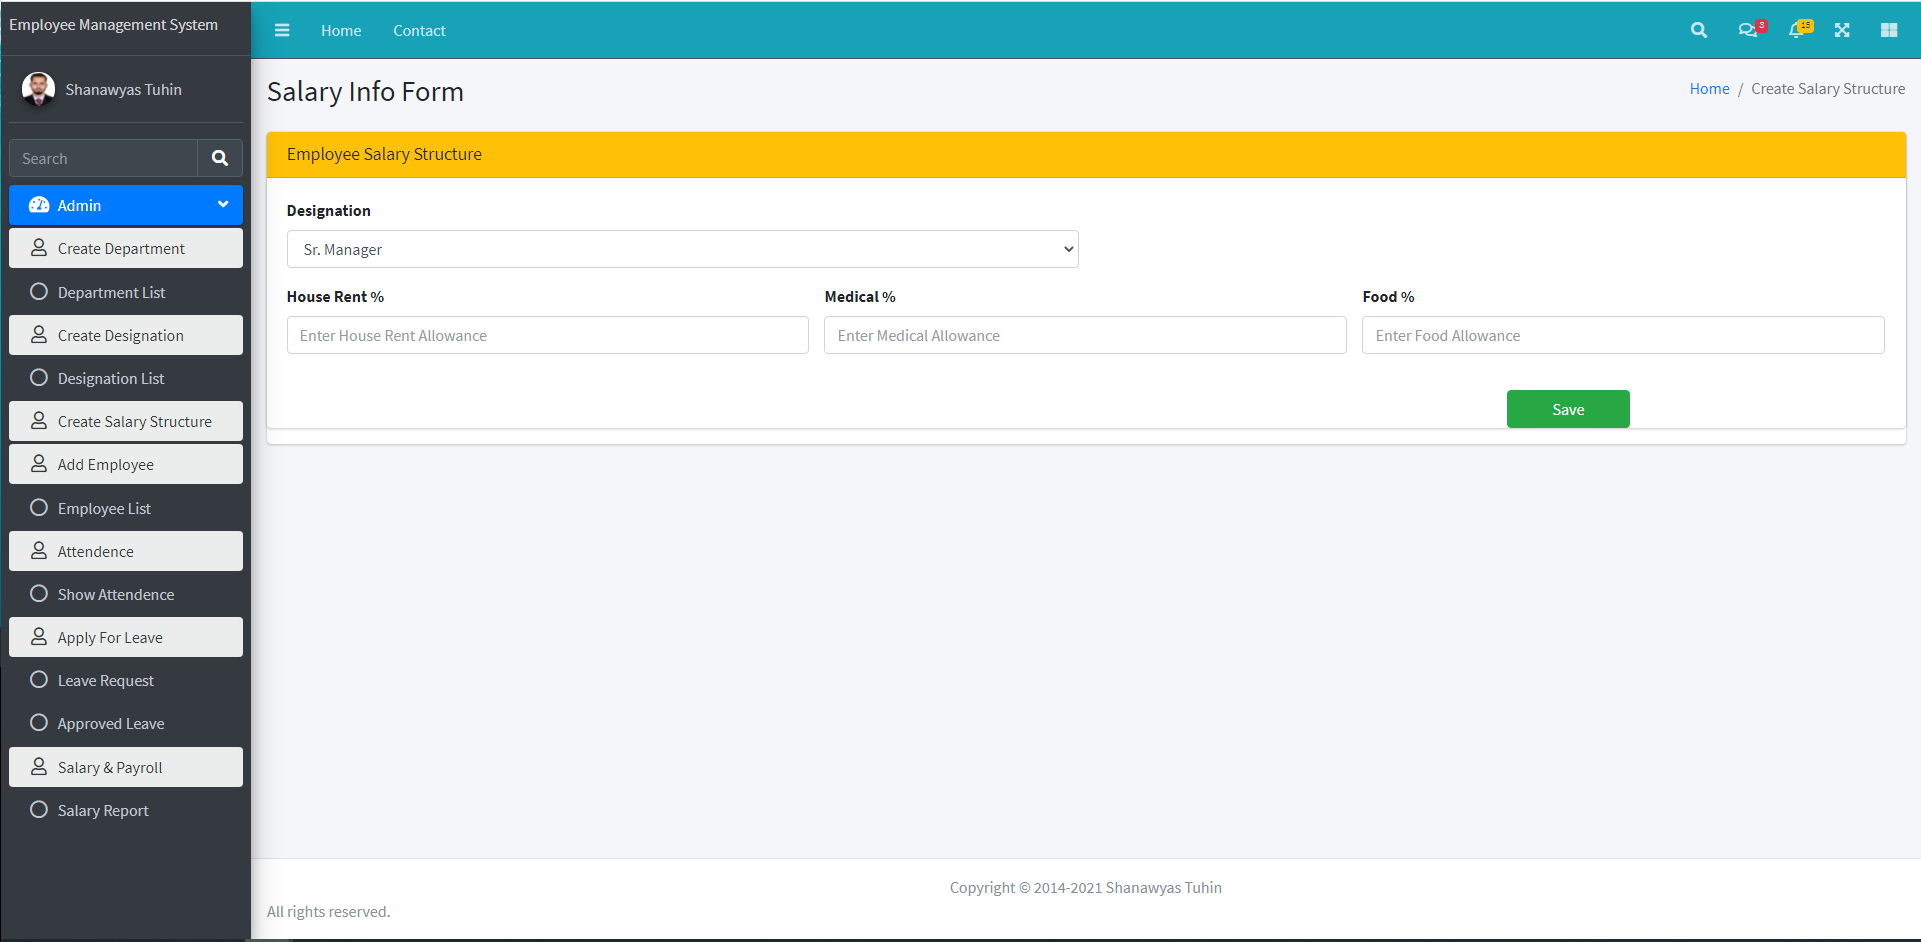 Employee Management System
Shanawyas Tuhin
Search
Admin
Create Department
Department List
Create Designation
Designation List
Create Salary Structure
Add Employee
Employee List
Attendence
Show Attendence
Apply For Leave
Leave Request
Approved Leave
Salary & Payroll
Salary Report
Home Contact
3 15
Salary Info Form
Home / Create Salary Structure
Employee Salary Structure
Designation
Sr. Manager
House Rent % Medical % Food %
Enter House Rent Allowance Enter Medical Allowance Enter Food Allowance
Save
Copyright © 2014-2021 Shanawyas Tuhin
All rights reserved.